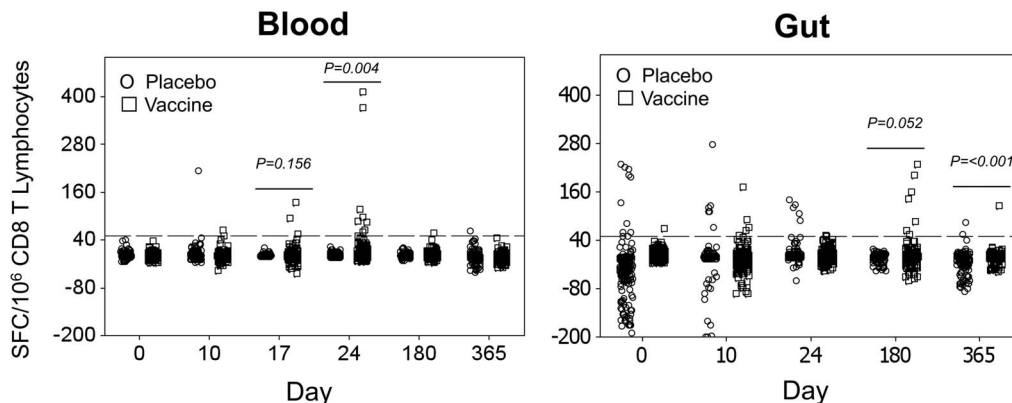 Blood
Gut
SFC/10⁶ CD8 T Lymphocytes
400
280
160
40
-80
-200
O Placebo
□ Vaccine
P=0.156
P=0.004
0 10 17 24 180 365
Day
400
280
160
40
-80
-200
O Placebo
□ Vaccine
P=0.052
P=<0.001
0 10 24 180 365
Day